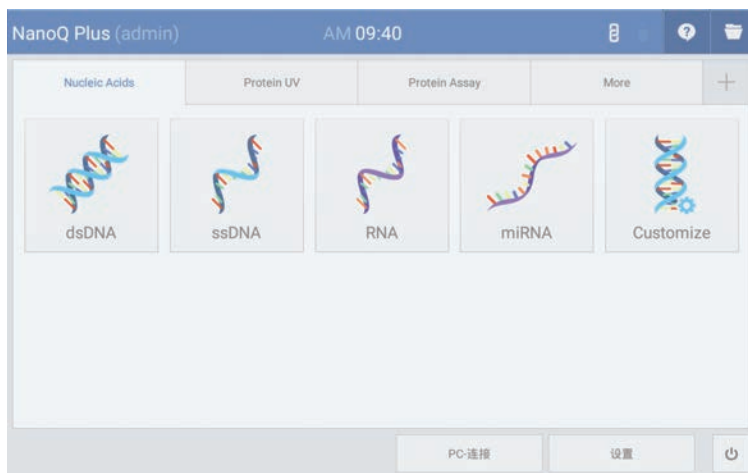 NanoQ Plus (admin) AM 09:40
Nucleic Acids Protein UV Protein Assay More
dsDNA ssDNA RNA miRNA Customize
PC-连接 设置